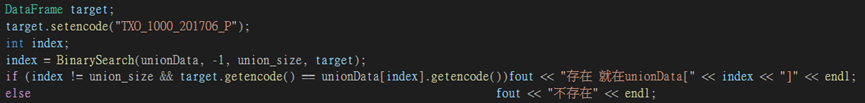 DataFrame target;
target.setencode("TXO_1000_201706_P");
int index;
index = BinarySearch(unionData, -1, union_size, target);
if (index != union_size && target.getencode() == unionData[index].getencode())fout << "存在 就在unionData[" << index << "]" << endl;
else fout << "不存在" << endl;